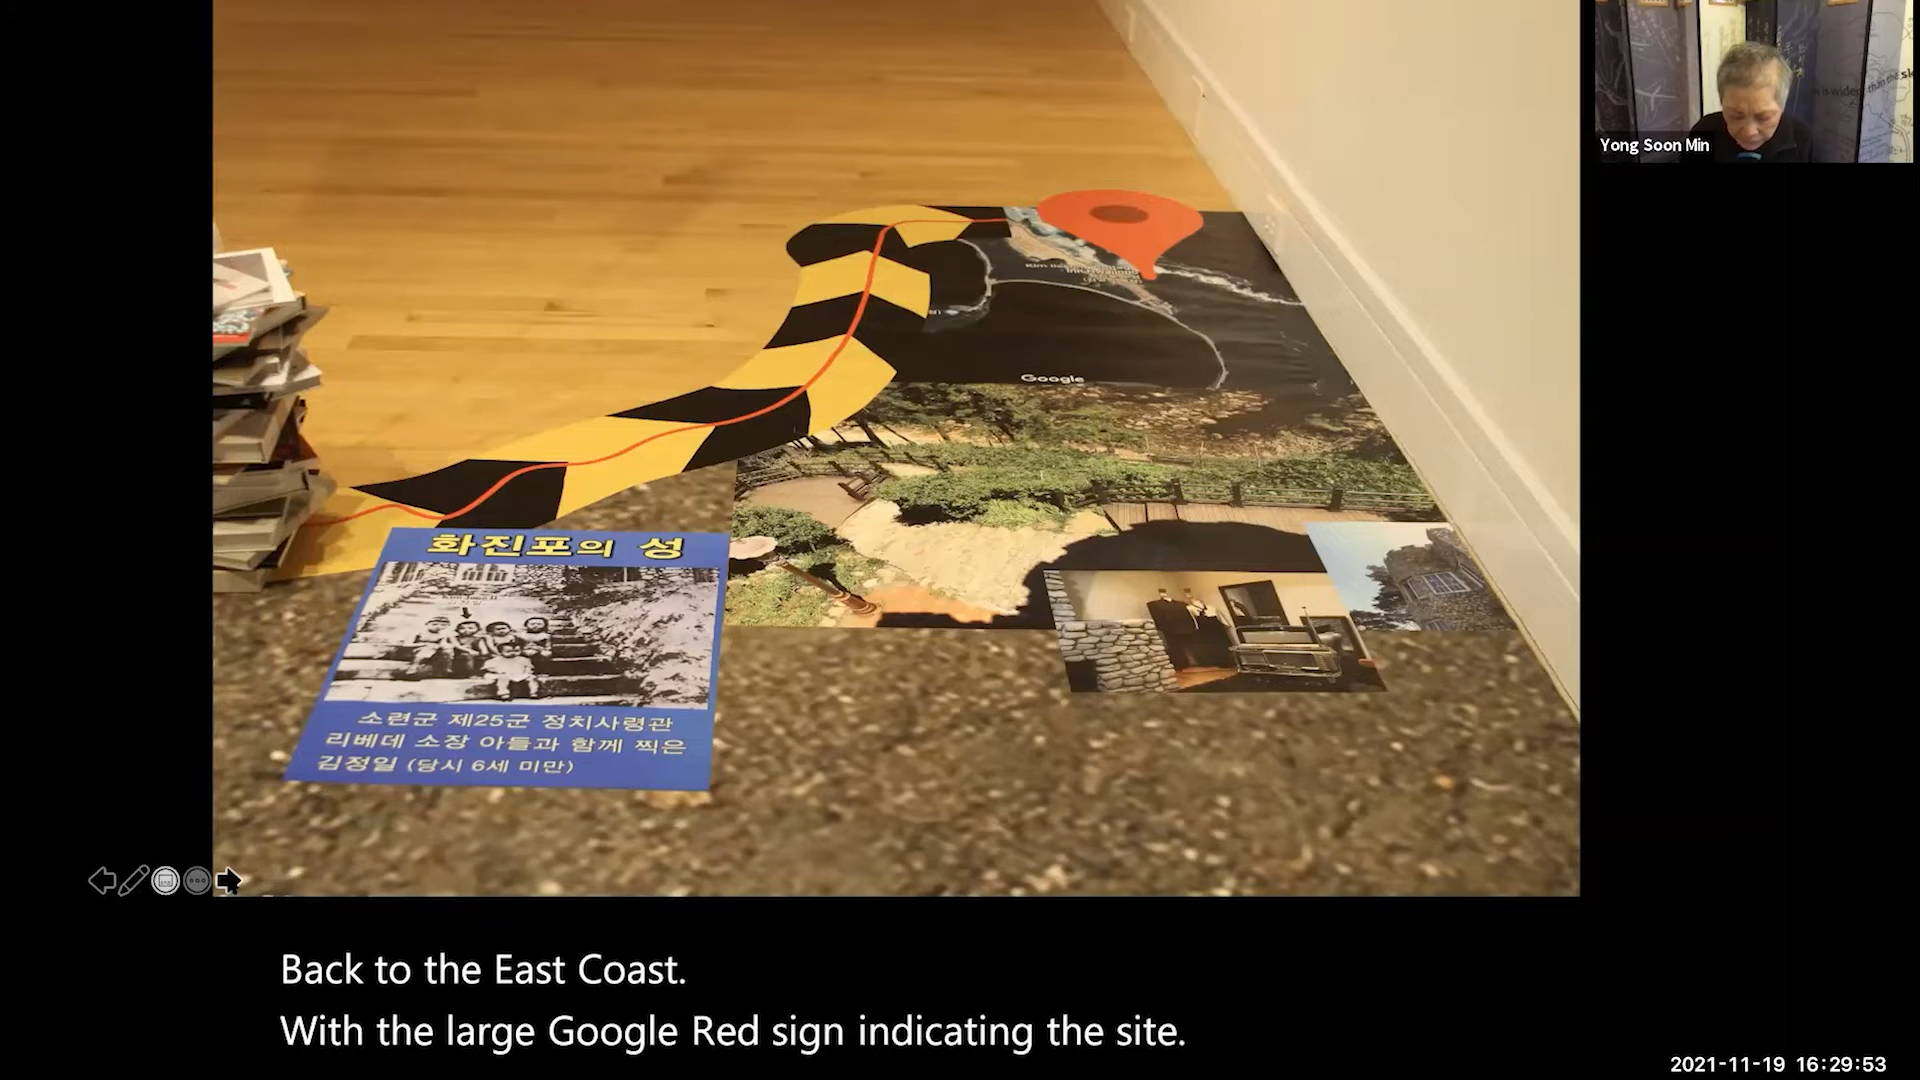 Yong Soon Min
Google
화진포의 성
소련군 제25군 정치사령관
리베데 소장 아들과 함께 찍은
김정일 (당시 6세 미만)
Back to the East Coast.
With the large Google Red sign indicating the site.
2021-11-19 16:29:53